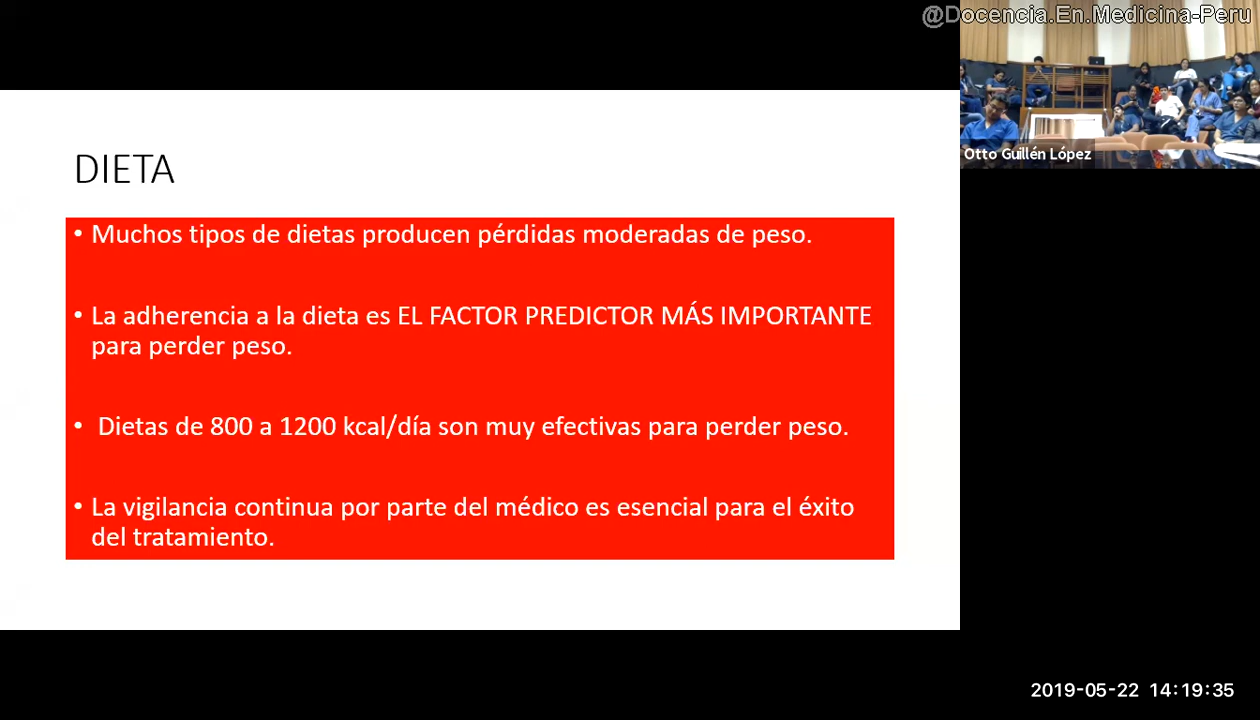 @Docencia.En.Medicina-Peru
Otto Guillén López
DIETA
• Muchos tipos de dietas producen pérdidas moderadas de peso.
• La adherencia a la dieta es EL FACTOR PREDICTOR MÁS IMPORTANTE
para perder peso.
• Dietas de 800 a 1200 kcal/día son muy efectivas para perder peso.
• La vigilancia continua por parte del médico es esencial para el éxito
del tratamiento.
2019-05-22 14:19:35